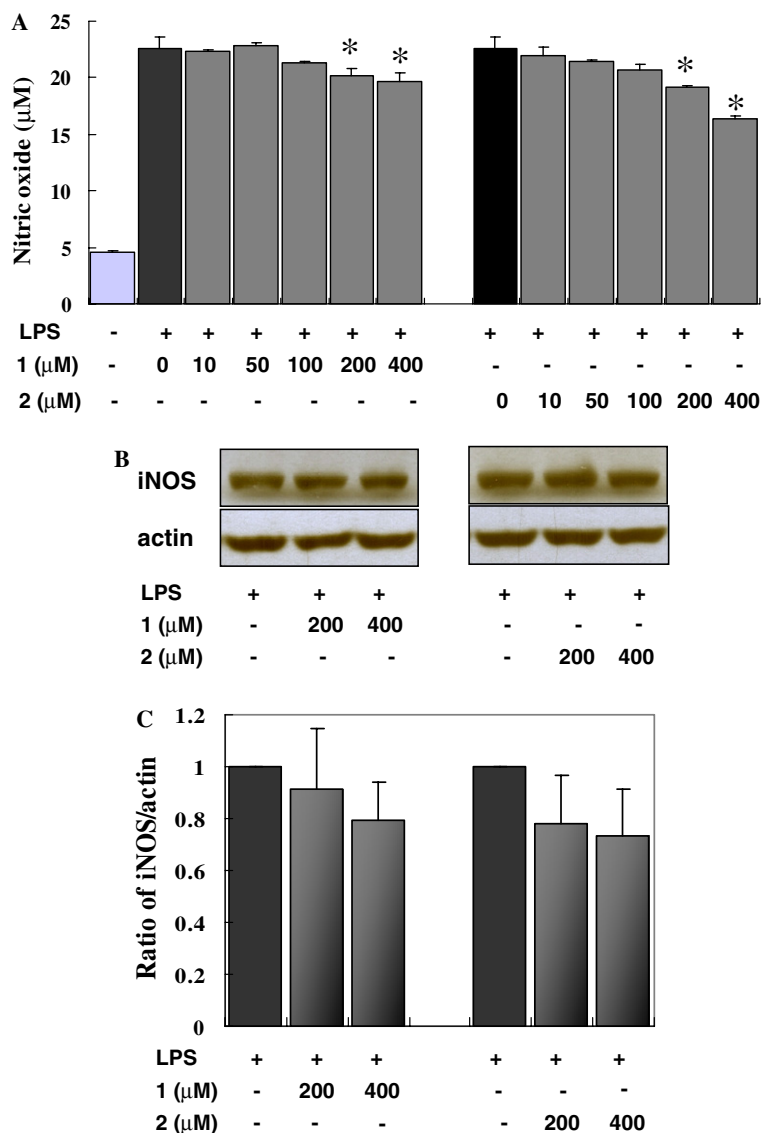 A
Nitric oxide (μM)
25
20
15
10
5
0
* * * *
LPS - + + + + + + + + + + + +
1 (μM) - 0 10 50 100 200 400 - - - - - -
2 (μM) - - - - - - - 0 10 50 100 200 400
B
iNOS
actin
LPS + + + + + +
1 (μM) - 200 400 - - -
2 (μM) - - - - 200 400
C
Ratio of iNOS/actin
1.2
1
0.8
0.6
0.4
0.2
0
LPS + + + + + +
1 (μM) - 200 400 - - -
2 (μM) - - - - 200 400